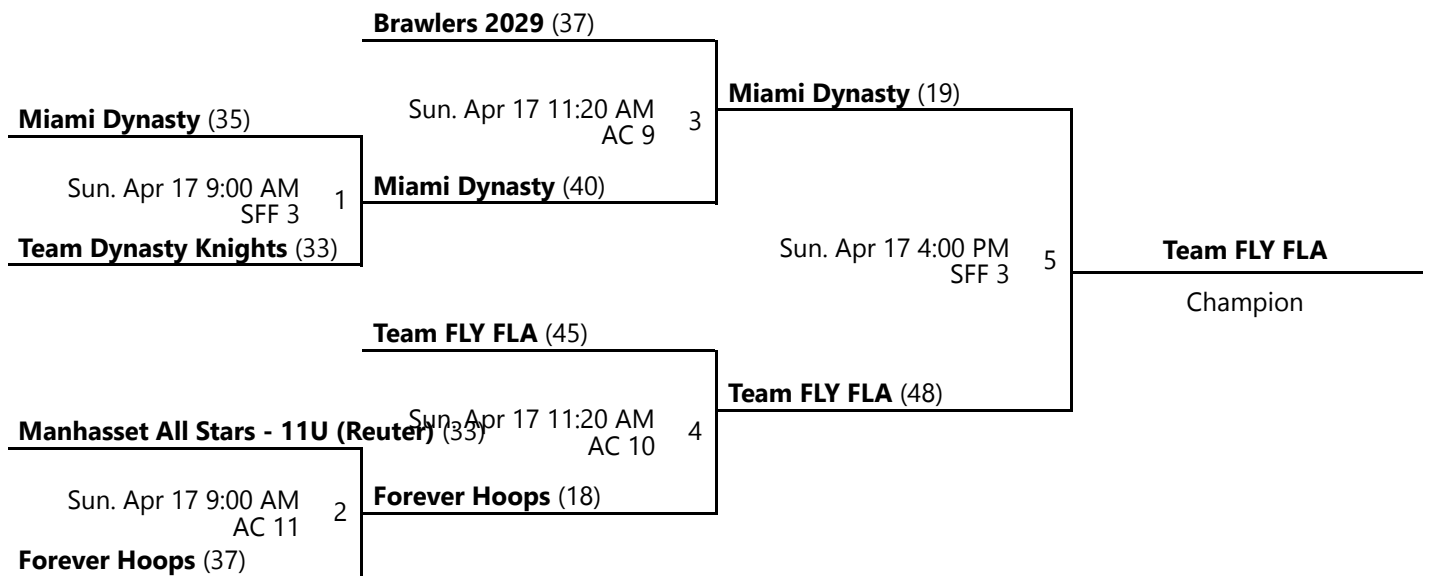 Brawlers 2029 (37)
Miami Dynasty (19)
Sun. Apr 17 11:20 AM
AC 9
3
Miami Dynasty (35)
Sun. Apr 17 9:00 AM
SFF 3
1
Miami Dynasty (40)
Team Dynasty Knights (33)
Sun. Apr 17 4:00 PM
SFF 3
5
Team FLY FLA
Champion
Team FLY FLA (45)
Team FLY FLA (48)
Sun. Apr 17 11:20 AM
AC 10
4
Manhasset All Stars - 11U (Reuter) (33)
Sun. Apr 17 9:00 AM
AC 11
2
Forever Hoops (18)
Forever Hoops (37)